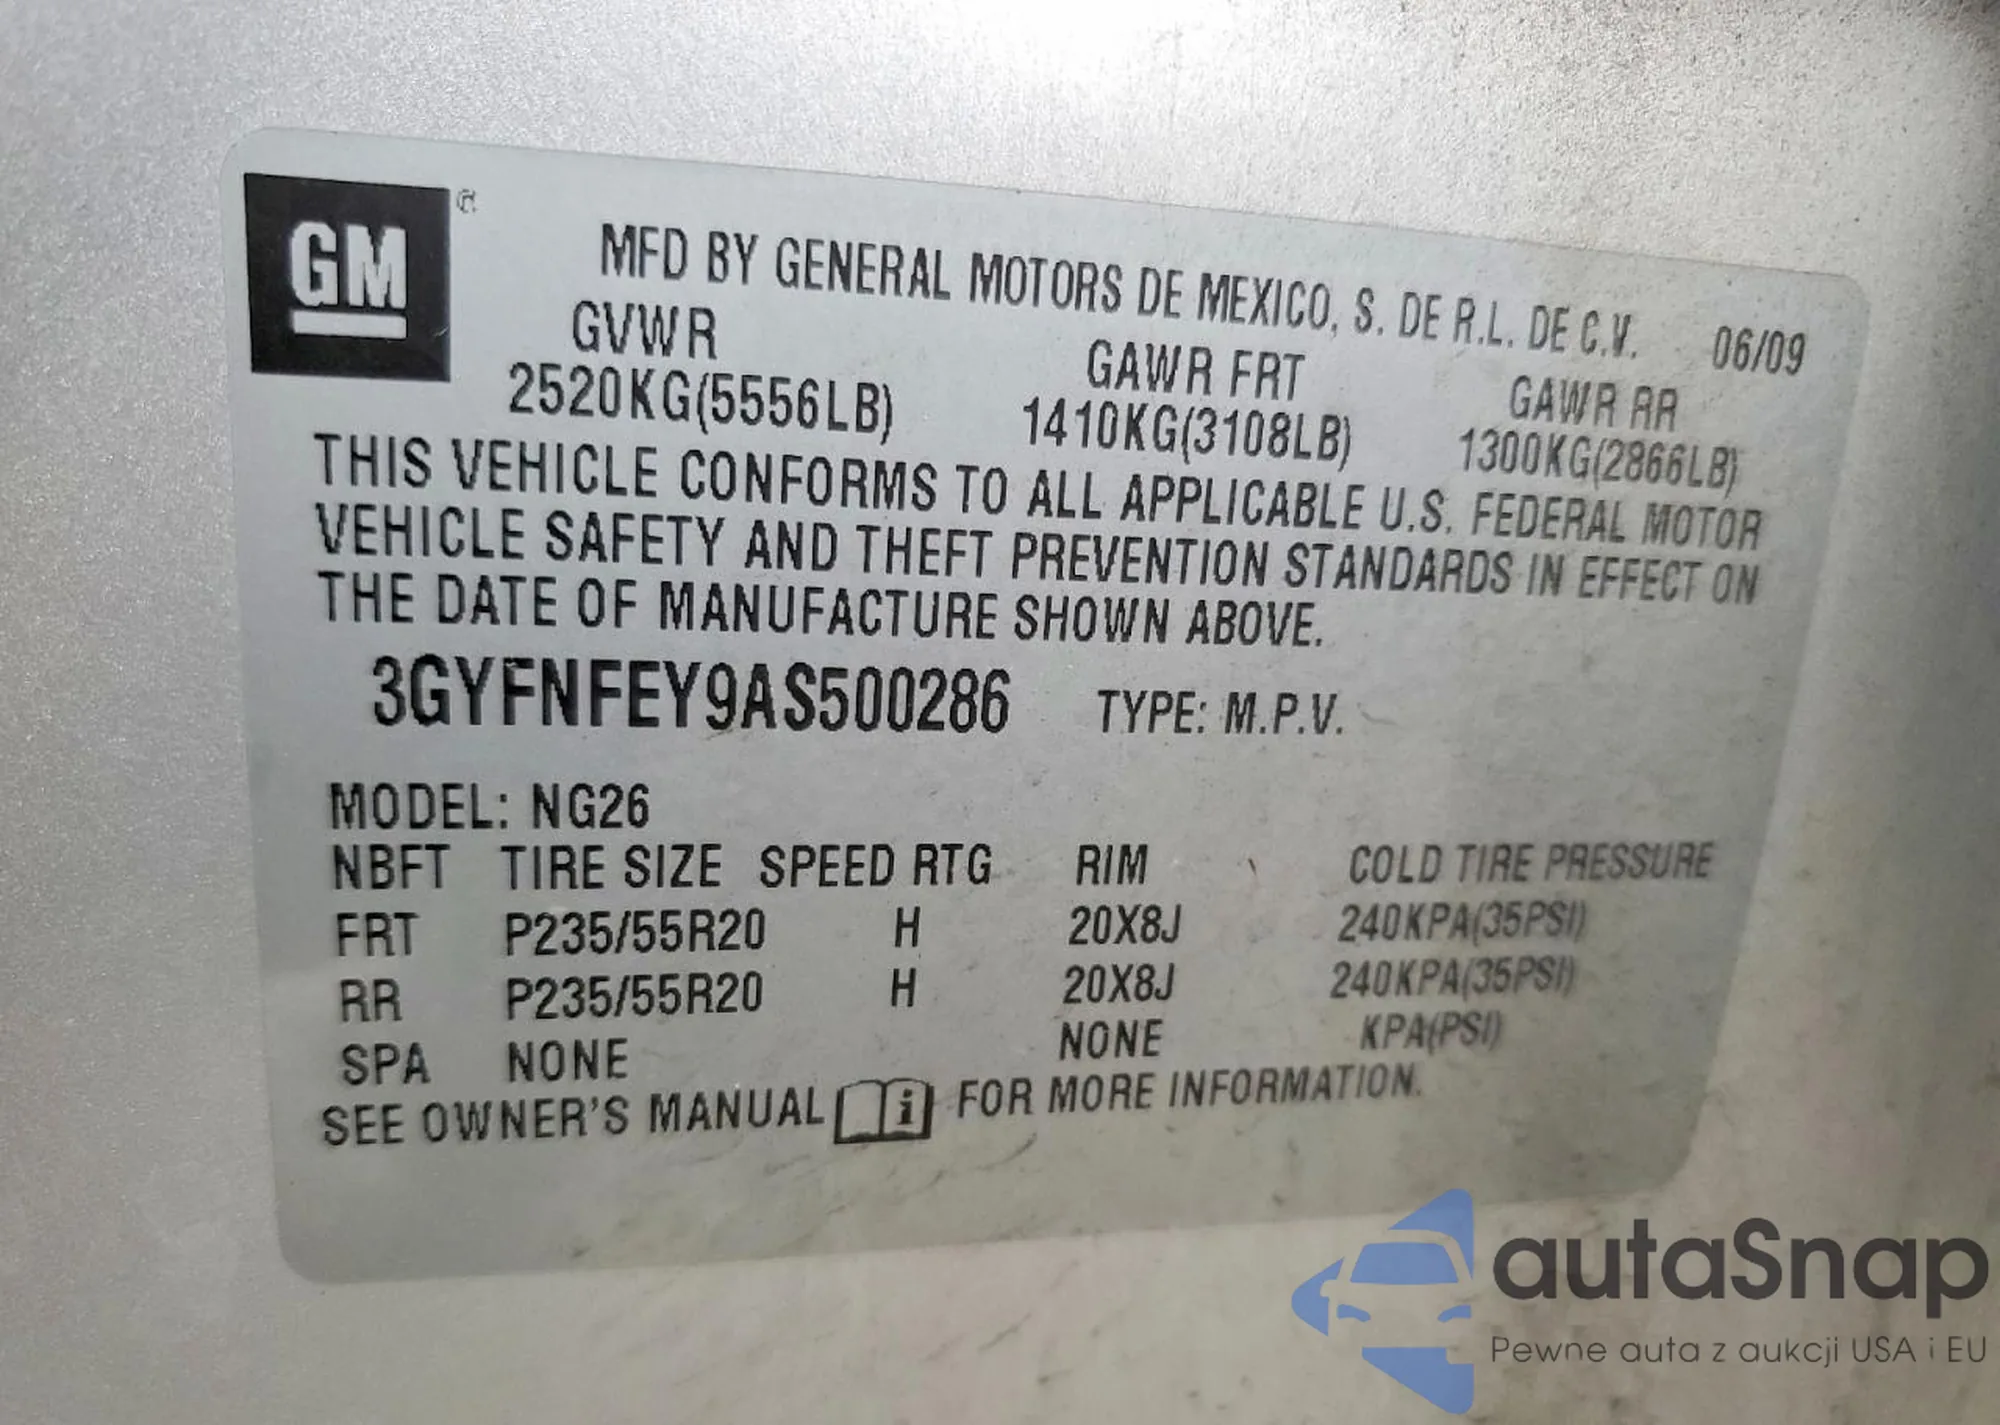 GM ®
MFD BY GENERAL MOTORS DE MEXICO, S. DE R.L. DE C.V. 06/09
GVWR GAWR FRT GAWR RR
2520KG(5556LB) 1410KG(3108LB) 1300KG(2866LB)
THIS VEHICLE CONFORMS TO ALL APPLICABLE U.S. FEDERAL MOTOR
VEHICLE SAFETY AND THEFT PREVENTION STANDARDS IN EFFECT ON
THE DATE OF MANUFACTURE SHOWN ABOVE.
3GYFNFEY9AS500286 TYPE: M.P.V.
MODEL: NG26
NBFT TIRE SIZE SPEED RTG RIM COLD TIRE PRESSURE
FRT P235/55R20 H 20X8J 240KPA(35PSI)
RR P235/55R20 H 20X8J 240KPA(35PSI)
SPA NONE NONE KPA(PSI)
SEE OWNER'S MANUAL i FOR MORE INFORMATION.
autaSnap
Pewne auta z aukcji USA i EU